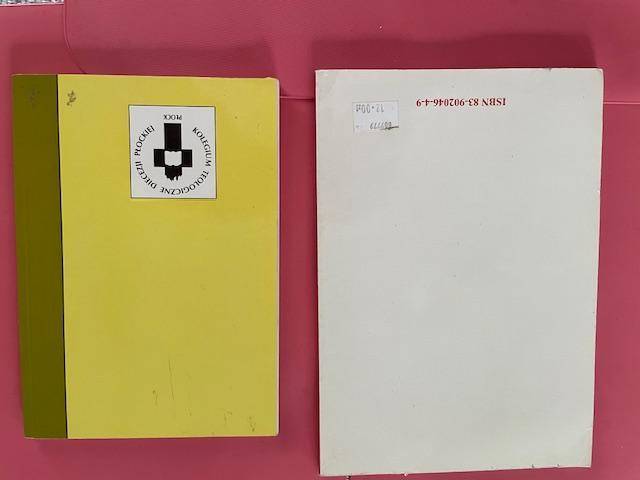 KOLEGIUM TEOLOGICZNE DIECEZJI PŁOCKIEJ
PŁOCK
ISBN 83-902046-4-9